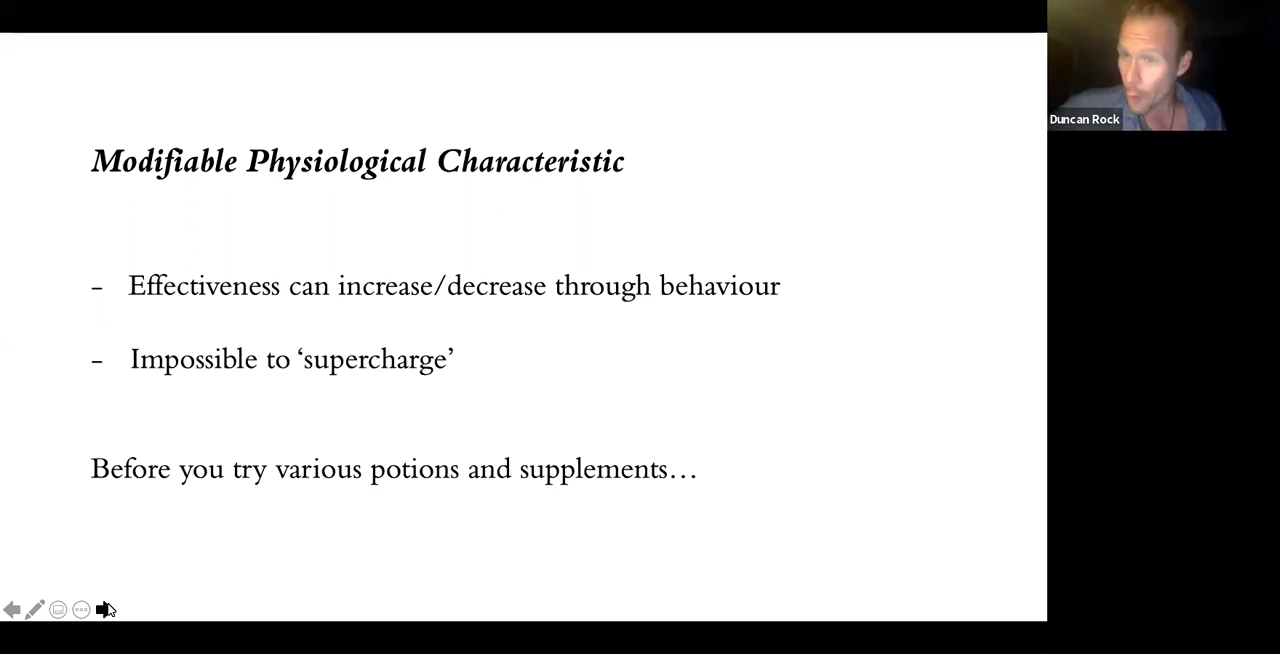 Modifiable Physiological Characteristic
- Effectiveness can increase/decrease through behaviour
- Impossible to ‘supercharge’
Before you try various potions and supplements…
Duncan Rock